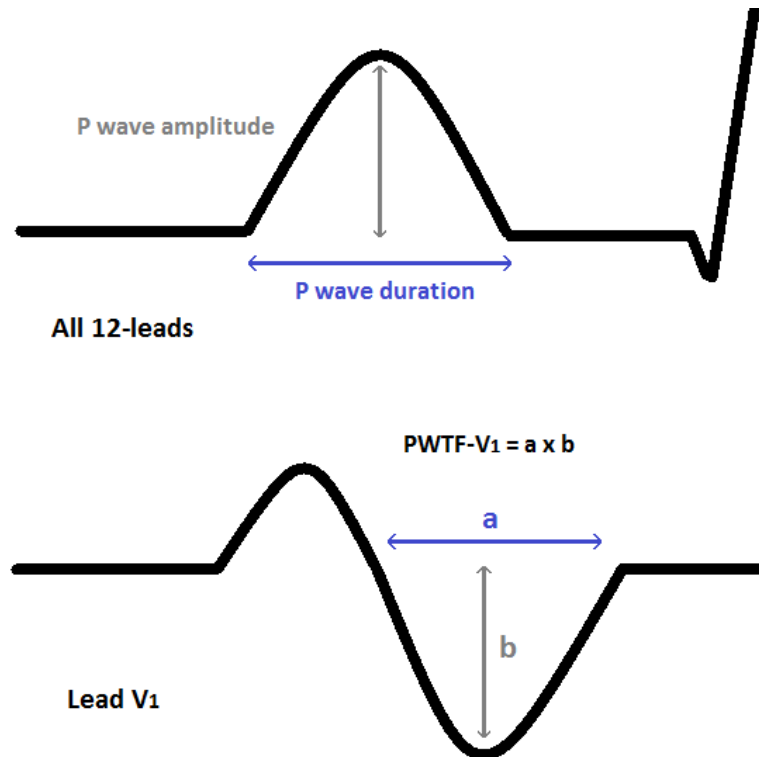 P wave amplitude
P wave duration
All 12-leads
PWTF-V₁ = a x b
a
b
Lead V₁